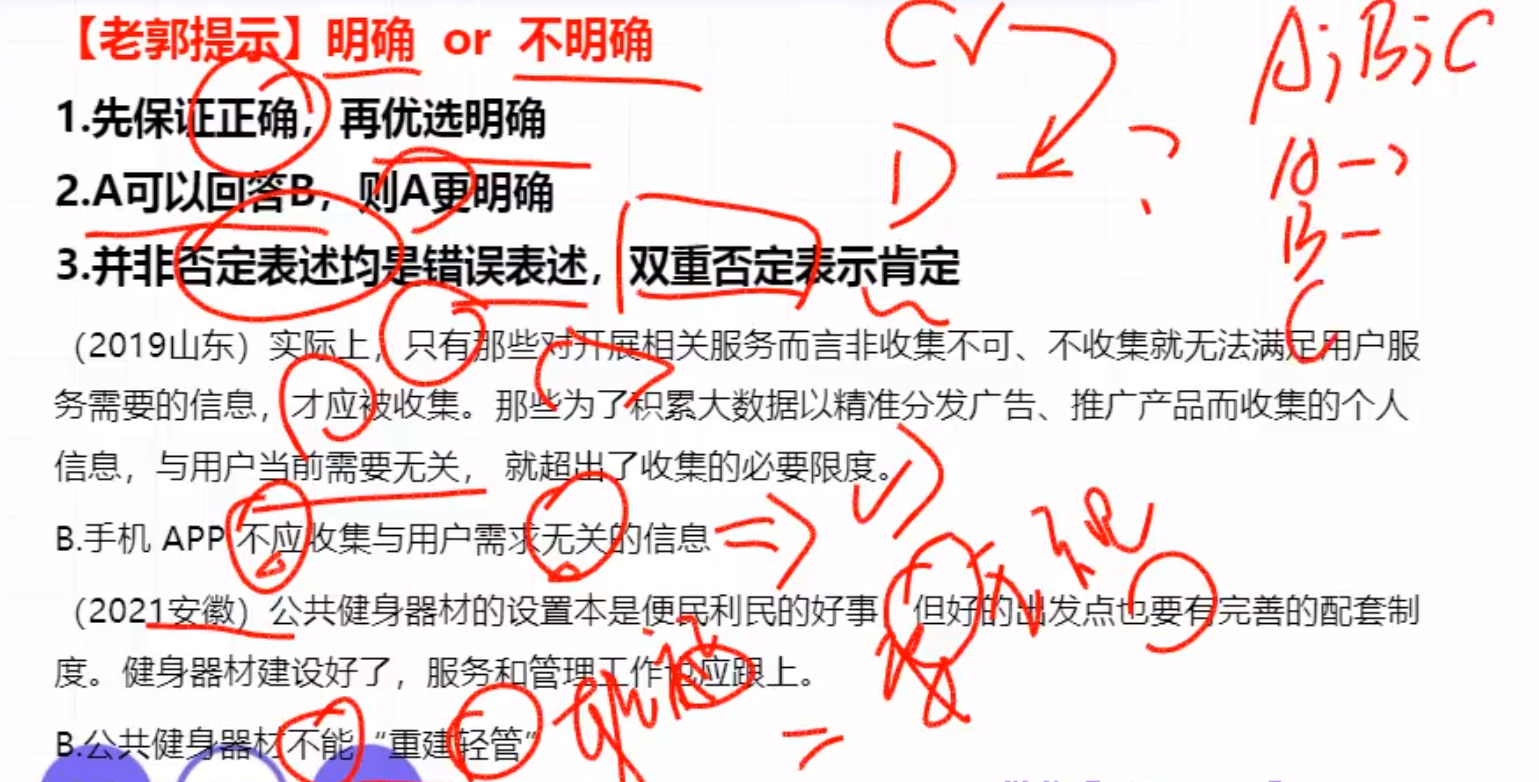 【老郭提示】明确 or 不明确
1.先保证正确，再优选明确
2.A可以回答B，则A更明确
3.并非否定表述均是错误表述，双重否定表示肯定
（2019山东）实际上，只有那些对开展相关服务而言非收集不可、不收集就无法满足用户服
务需要的信息，才应被收集。那些为了积累大数据以精准分发广告、推广产品而收集的个人
信息，与用户当前需要无关， 就超出了收集的必要限度。
B.手机 APP 不应收集与用户需求无关的信息
（2021安徽）公共健身器材的设置本是便民利民的好事，但好的出发点也要有完善的配套制
度。健身器材建设好了，服务和管理工作也应跟上。
B.公共健身器材不能“重建轻管”
C✓
D
?
A;B;C
A→
B-
C